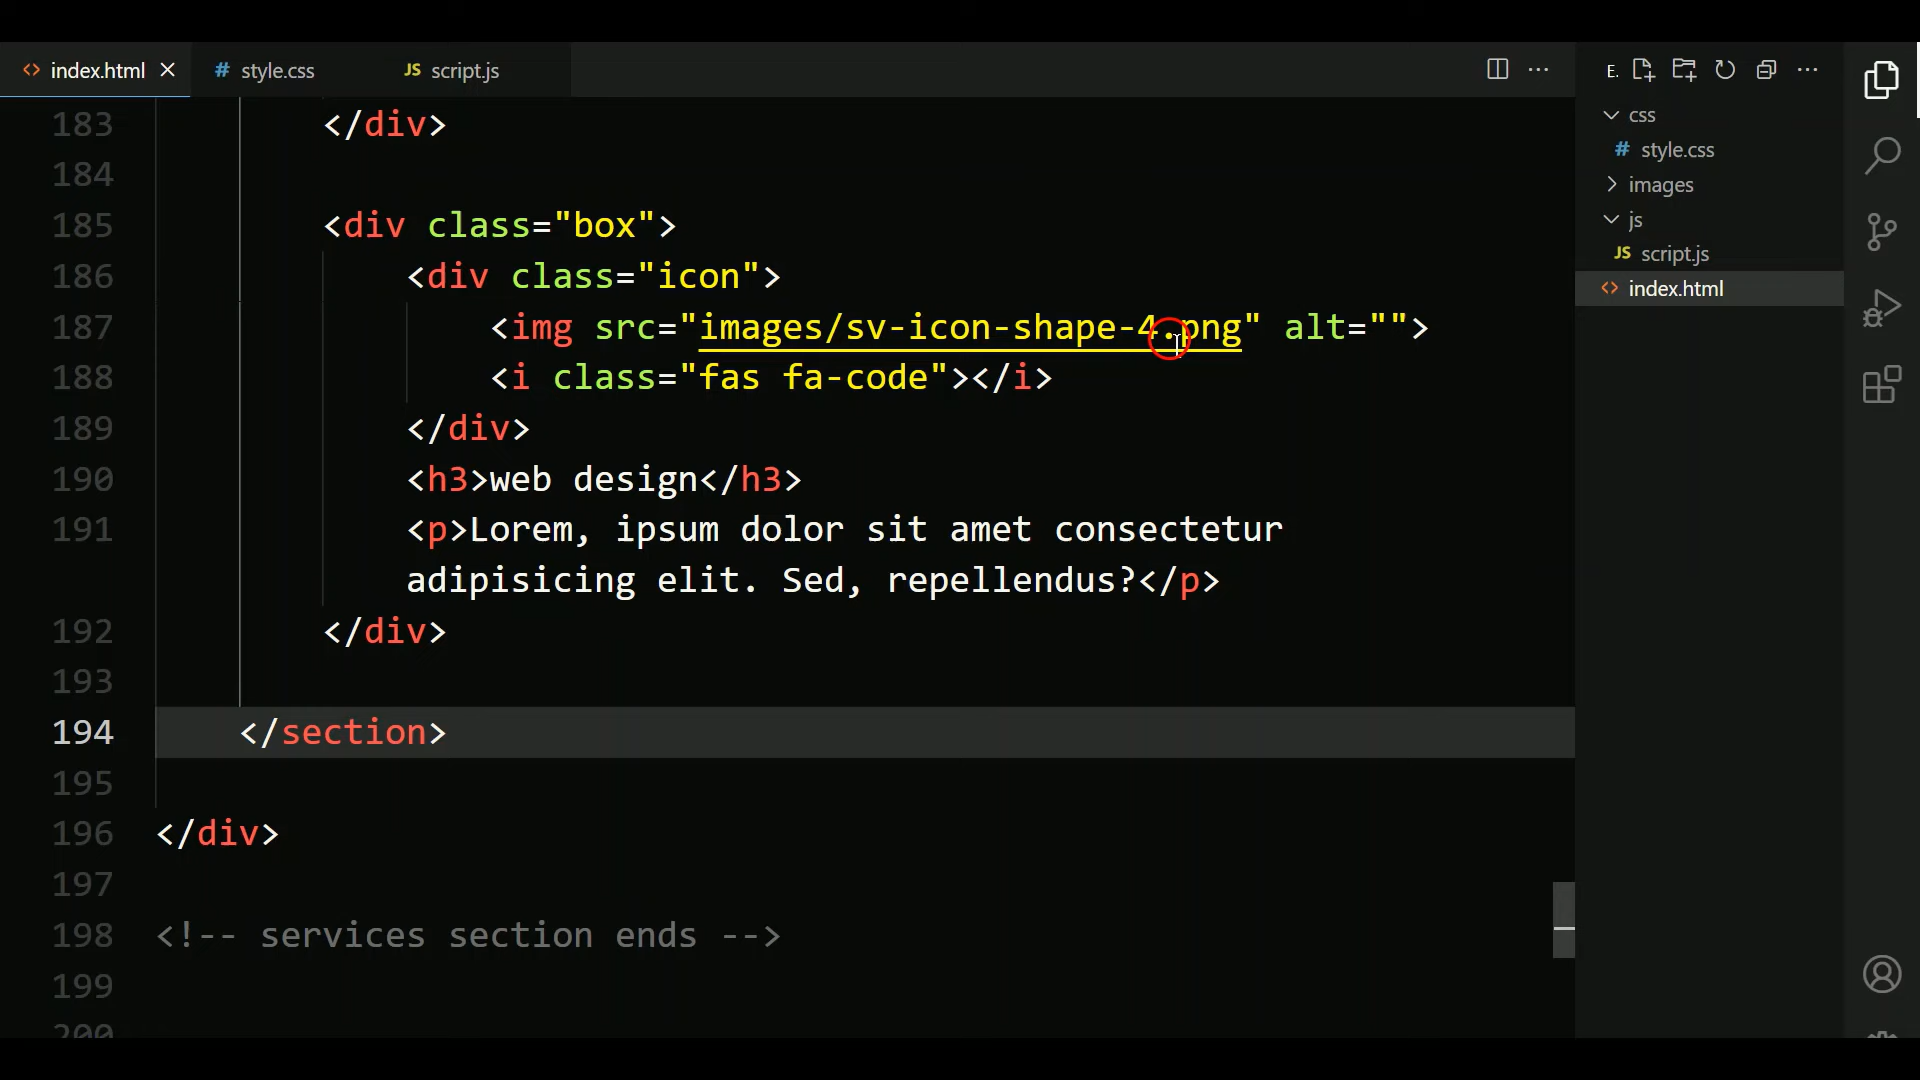 index.html
style.css
JS script.js
183 </div>
184
185 <div class="box">
186 <div class="icon">
187 <img src="images/sv-icon-shape-4.png" alt="">
188 <i class="fas fa-code"></i>
189 </div>
190 <h3>web design</h3>
191 <p>Lorem, ipsum dolor sit amet consectetur
adipisicing elit. Sed, repellendus?</p>
192 </div>
193
194 </section>
195
196 </div>
197
198 <!-- services section ends -->
199
200
E.
css
# style.css
images
js
JS script.js
index.html